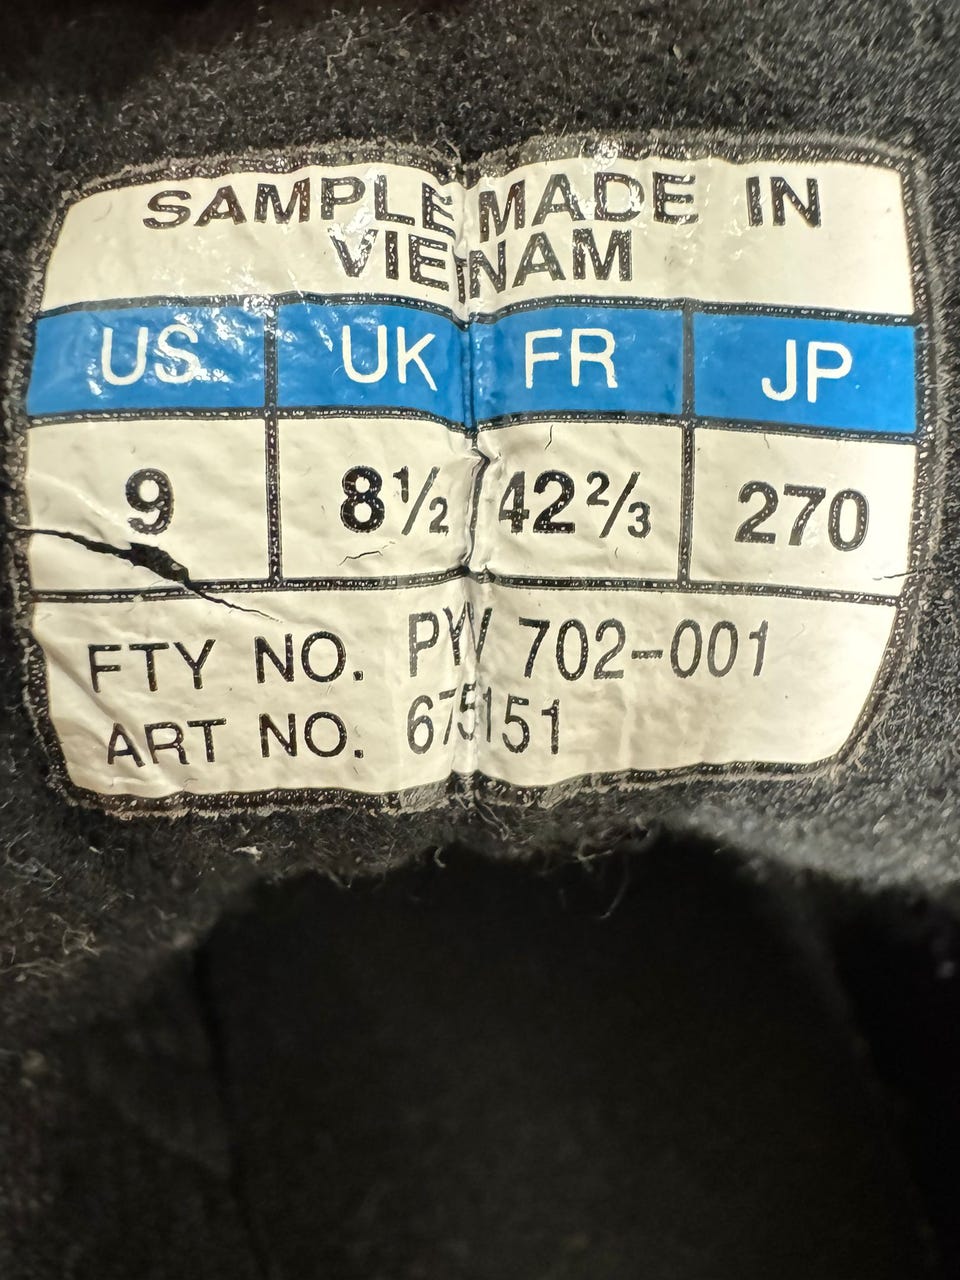 SAMPLE MADE IN
VIETNAM
US UK FR JP
9 8½ 42⅔ 270
FTY NO. PYV 702-001
ART NO. 675151